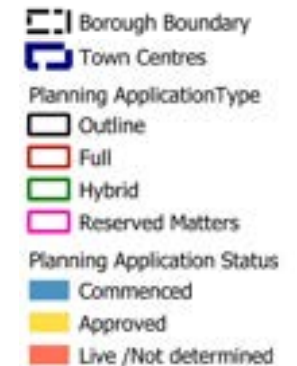 Borough Boundary
Town Centres
Planning ApplicationType
Outline
Full
Hybrid
Reserved Matters
Planning Application Status
Commenced
Approved
Live /Not determined